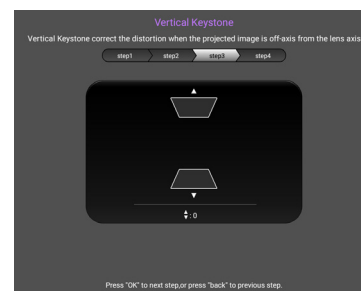 Vertical Keystone
Vertical Keystone correct the distortion when the projected image is off-axis from the lens axis
step1 step2 step3 step4
: 0
Press "OK" to next step,or press "back" to previous step.